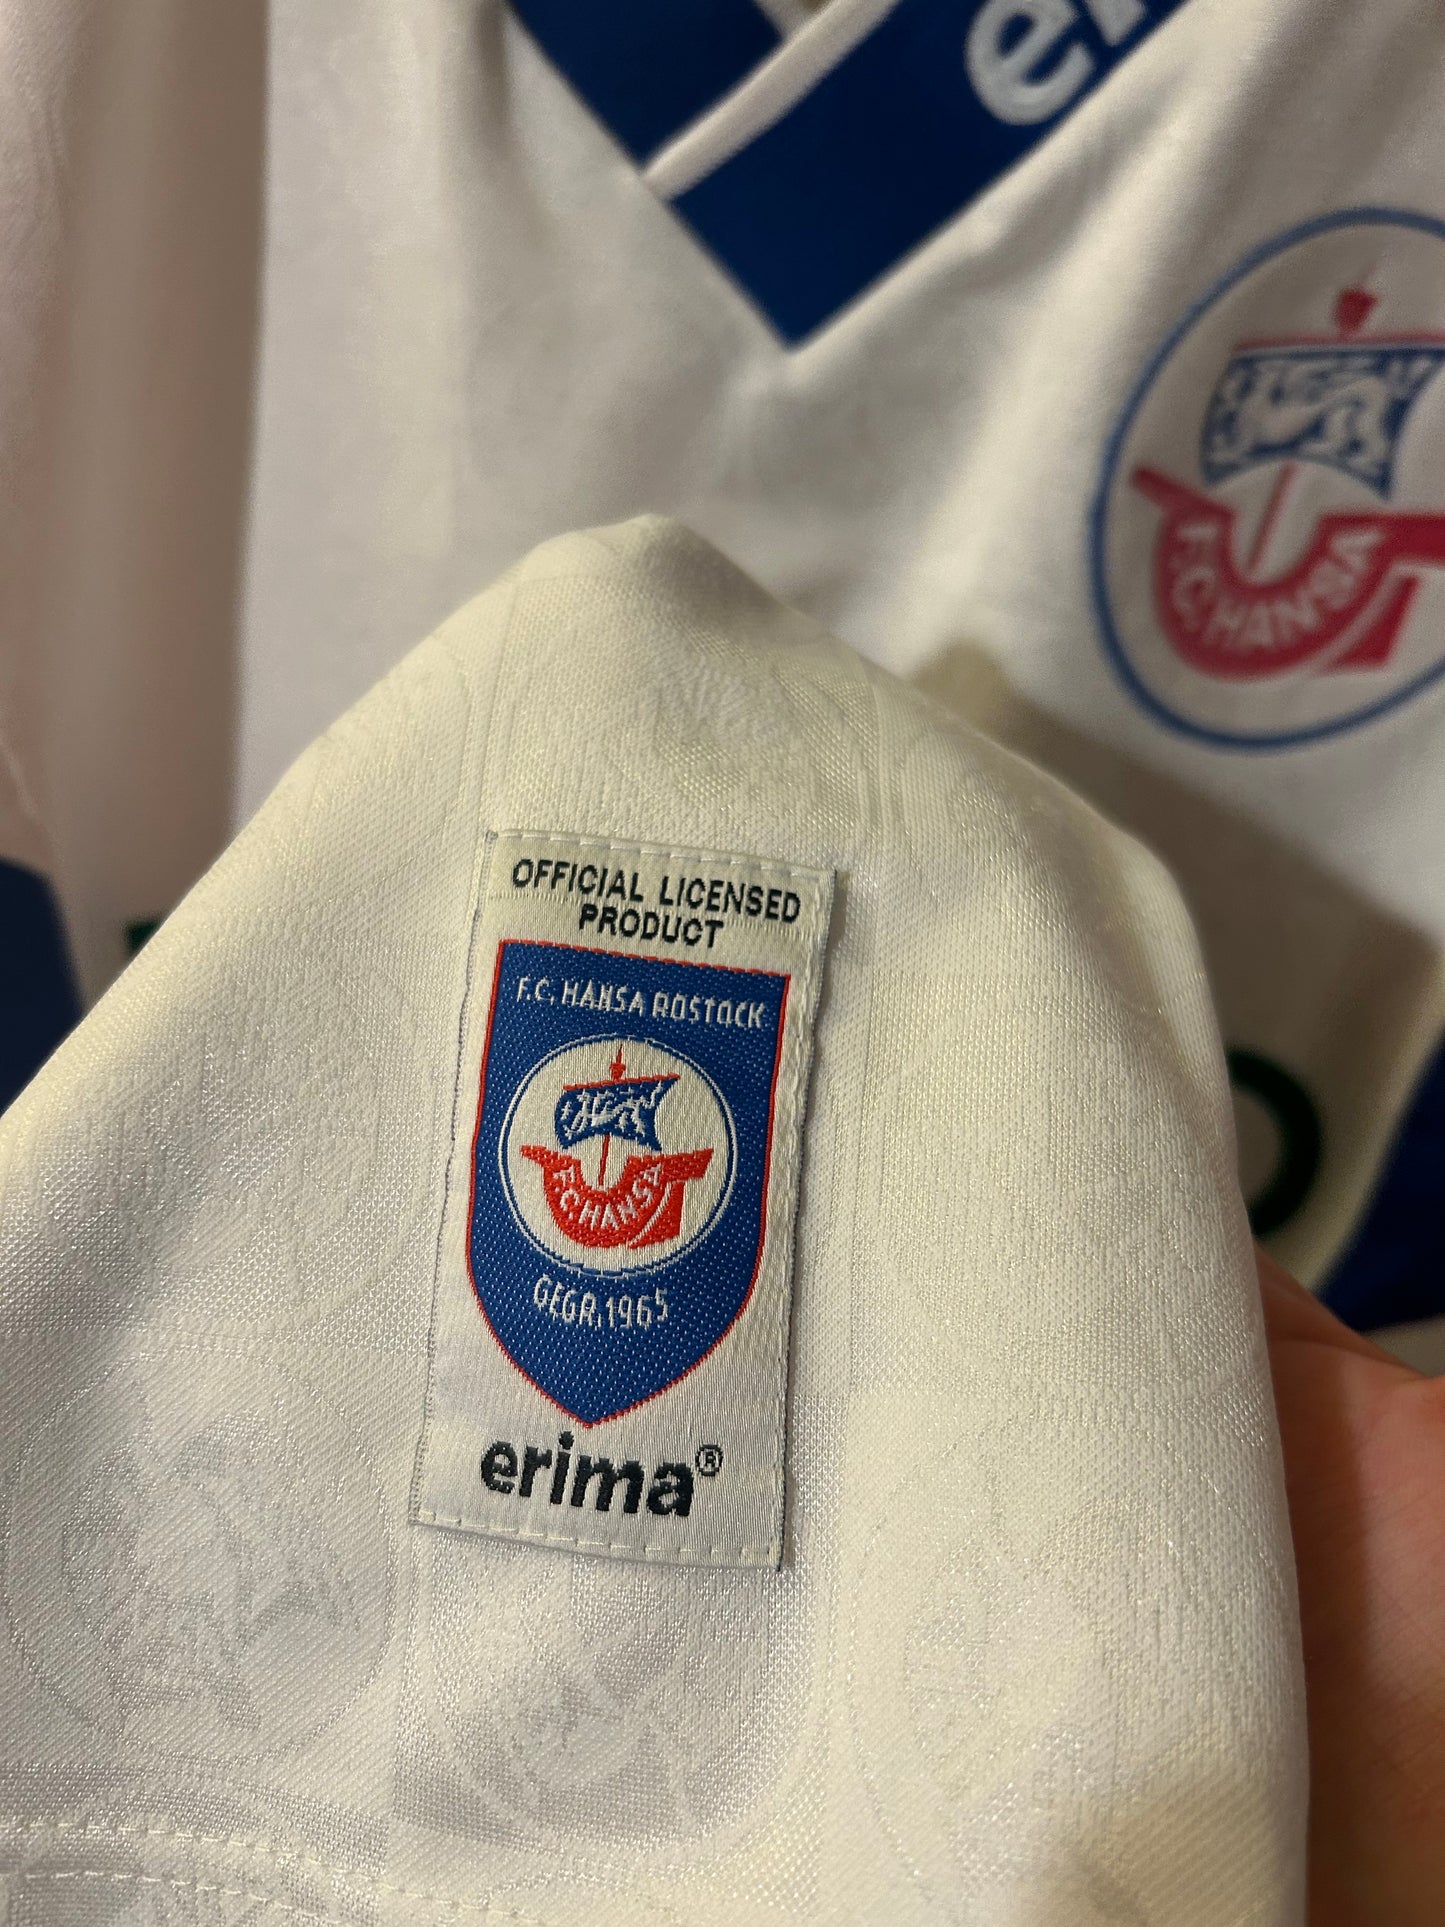 F.C. HANSA
OFFICIAL LICENSED
PRODUCT
F.C. HANSA ROSTOCK
F.C. HANSA
GEGR. 1965
erima®